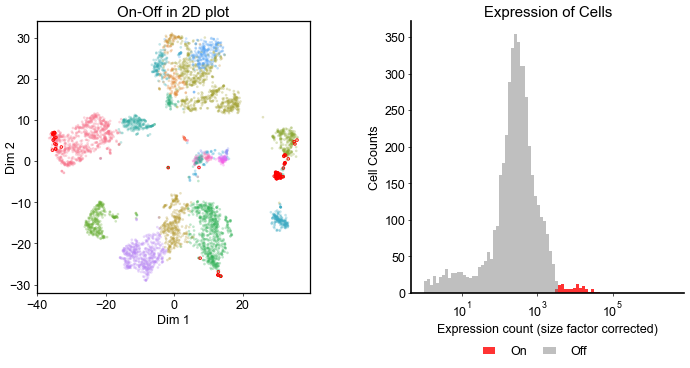 On-Off in 2D plot
30
20
10
0
−10
−20
−30
−40
−20
0
20
Dim 2
Dim 1
Expression of Cells
350
300
250
200
150
100
50
0
10^1
10^3
10^5
Cell Counts
Expression count (size factor corrected)
On
Off